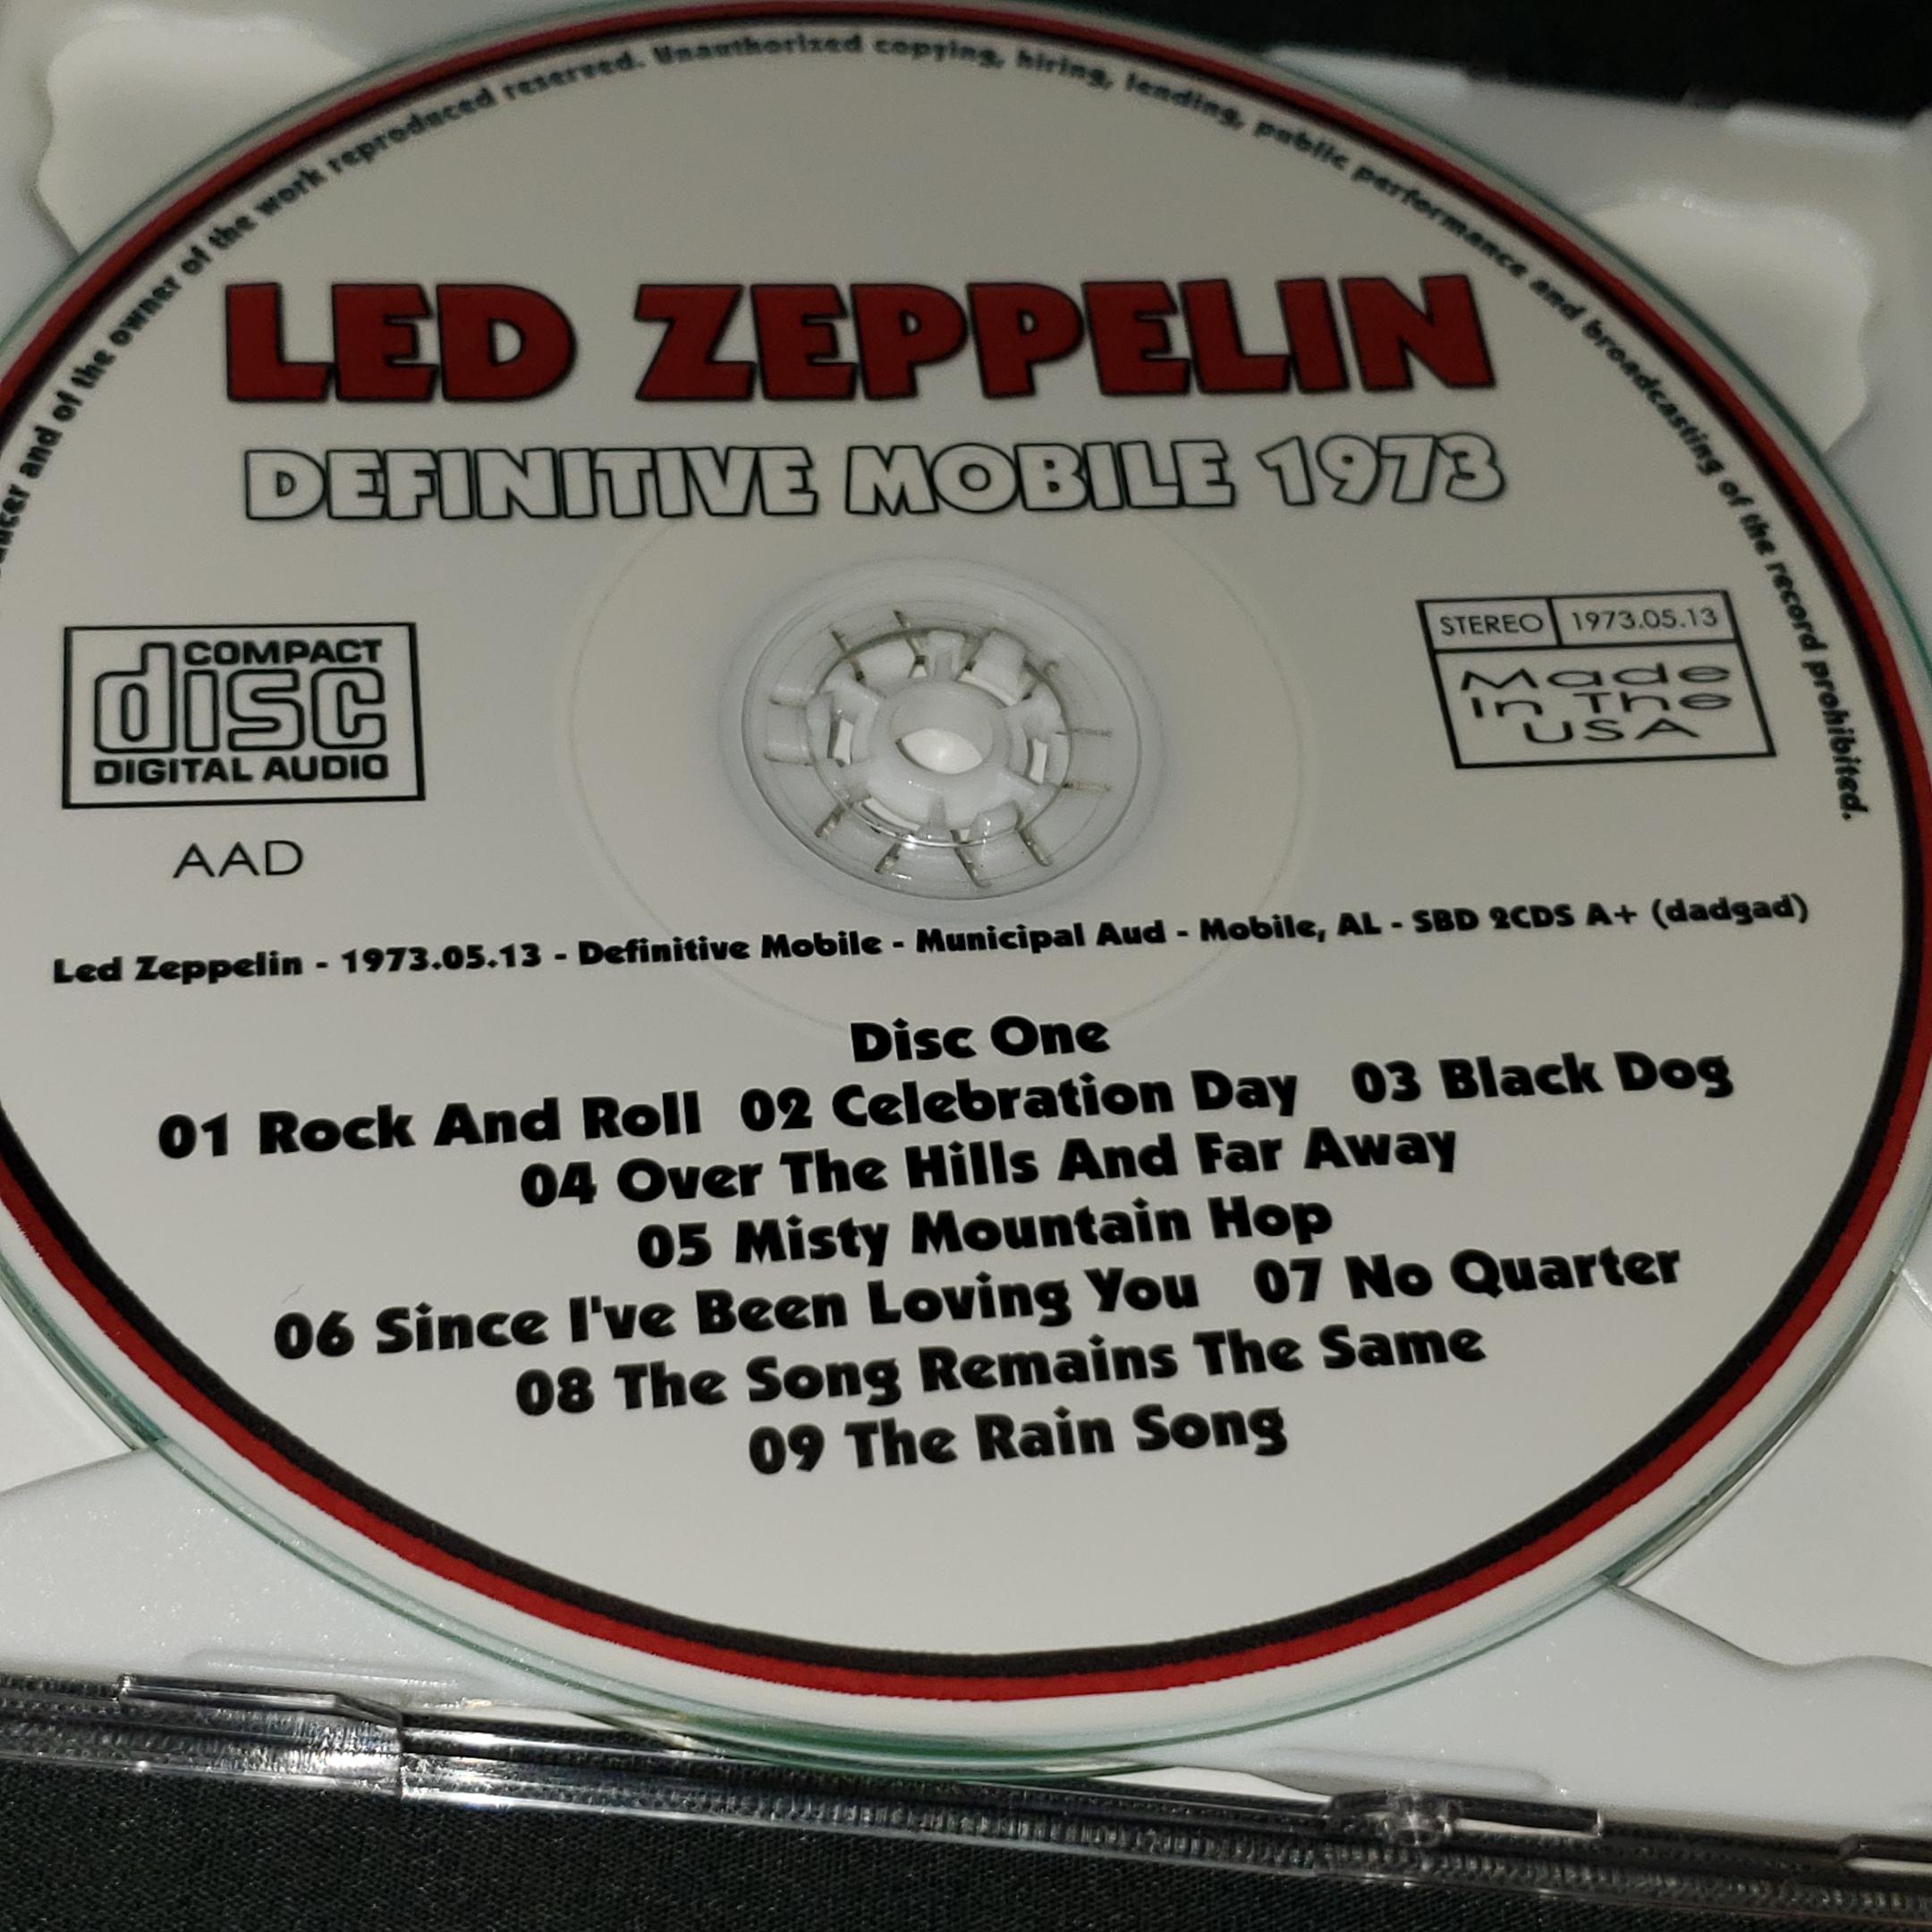 and of the owner of the work reproduced reserved. Unauthorized copying, hiring, lending, public performance and broadcasting of the record prohibited.
LED ZEPPELIN
DEFINITIVE MOBILE 1973
COMPACT
disc
DIGITAL AUDIO
AAD
STEREO 1973.05.13
Made
In The
USA
Led Zeppelin - 1973.05.13 - Definitive Mobile - Municipal Aud - Mobile, AL - SBD 2CDS A+ (dadgad)
Disc One
01 Rock And Roll 02 Celebration Day 03 Black Dog
04 Over The Hills And Far Away
05 Misty Mountain Hop
06 Since I've Been Loving You 07 No Quarter
08 The Song Remains The Same
09 The Rain Song